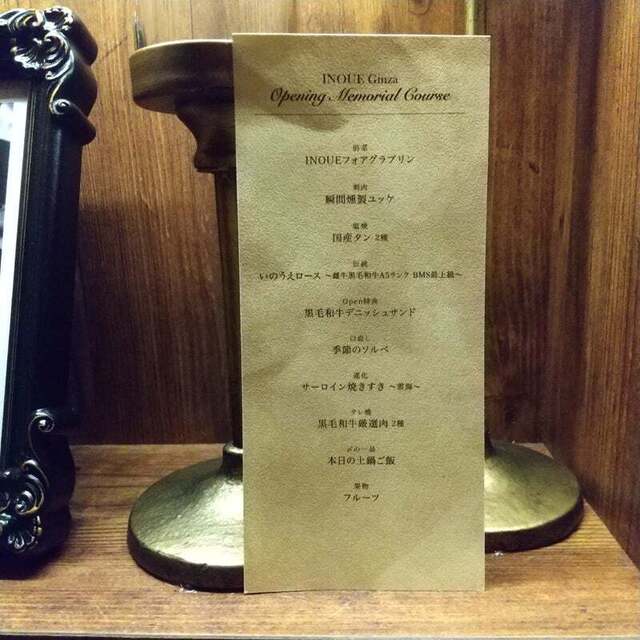 INOUE Ginza
Opening Memorial Course
前菜
INOUEフォアグラプリン
刺肉
瞬間燻製ユッケ
塩焼
国産タン 2種
伝統
いのうえロース ~雌牛黒毛和牛A5ランク BMS最上級~
Open特典
黒毛和牛デニッシュサンド
口直し
季節のソルベ
進化
サーロイン焼きすき
タレ焼
黒毛和牛厳選肉 2種
〆の一品
本日の土鍋ご飯
果物
フルーツ